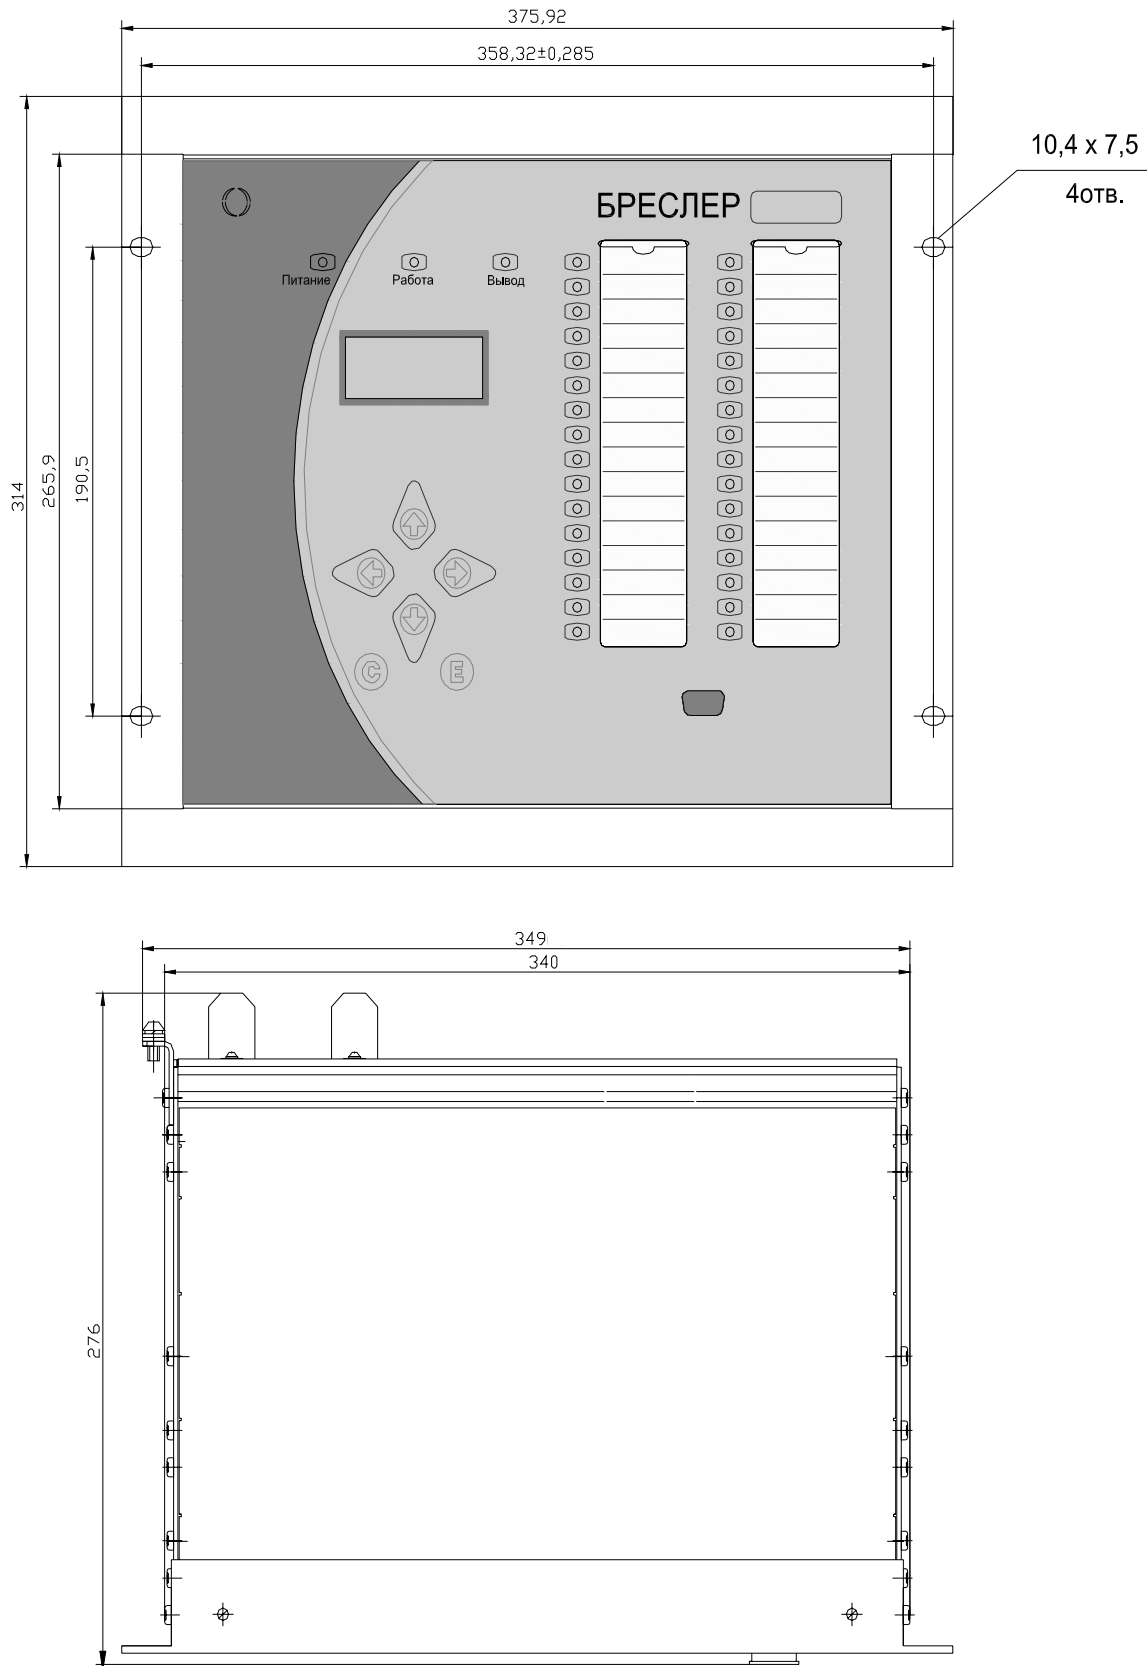 375,92
358,32±0,285
10,4 x 7,5
4отв.
БРЕСЛЕР
Питание
Работа
Вывод
314
265,9
190,5
C
E
349
340
276